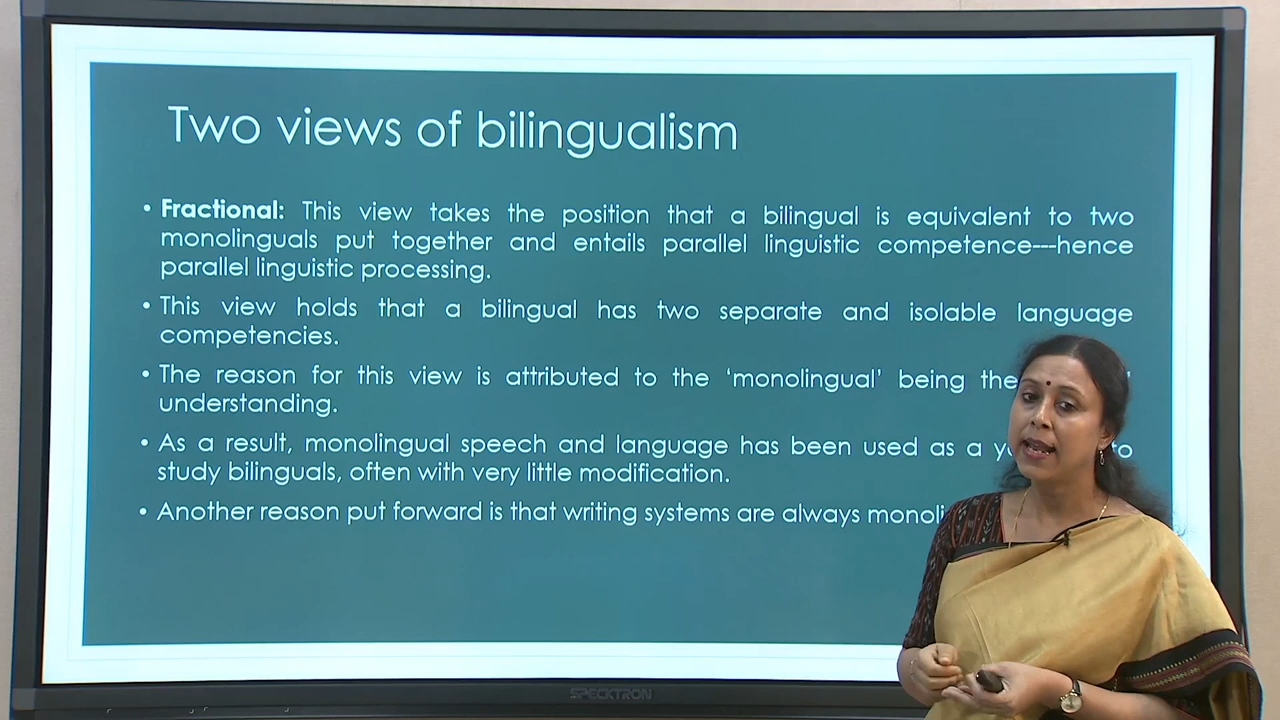 Two views of bilingualism
• Fractional: This view takes the position that a bilingual is equivalent to two
monolinguals put together and entails parallel linguistic competence---hence
parallel linguistic processing.
• This view holds that a bilingual has two separate and isolable language
competencies.
• The reason for this view is attributed to the ‘monolingual’ being the
understanding.
• As a result, monolingual speech and language has been used as a to
study bilinguals, often with very little modification.
• Another reason put forward is that writing systems are always
SPECKTRON